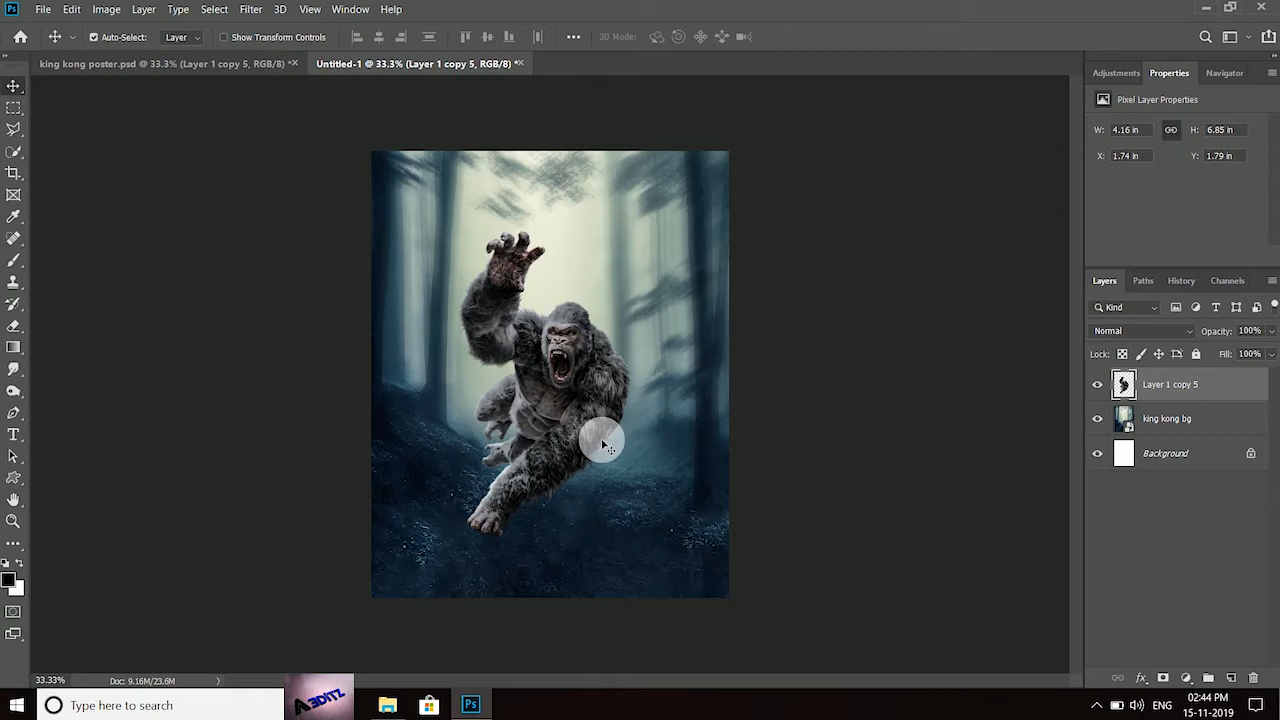 Ps File Edit Image Layer Type Select Filter 3D View Window Help
Auto-Select: Layer Show Transform Controls 3D Mode:
king kong poster.psd @ 33.3% (Layer 1 copy 5, RGB/8) * Untitled-1 @ 33.3% (Layer 1 copy 5, RGB/8) *
Adjustments Properties Navigator
Pixel Layer Properties
W: 4.16 in H: 6.85 in
X: 1.74 in Y: 1.79 in
Layers Paths History Channels
Kind
Normal Opacity: 100%
Lock: Fill: 100%
Layer 1 copy 5
king kong bg
Background
33.33% Doc: 9.16M/23.6M
Type here to search
A 3DITZ
Ps
ENG
02:44 PM
15-11-2019